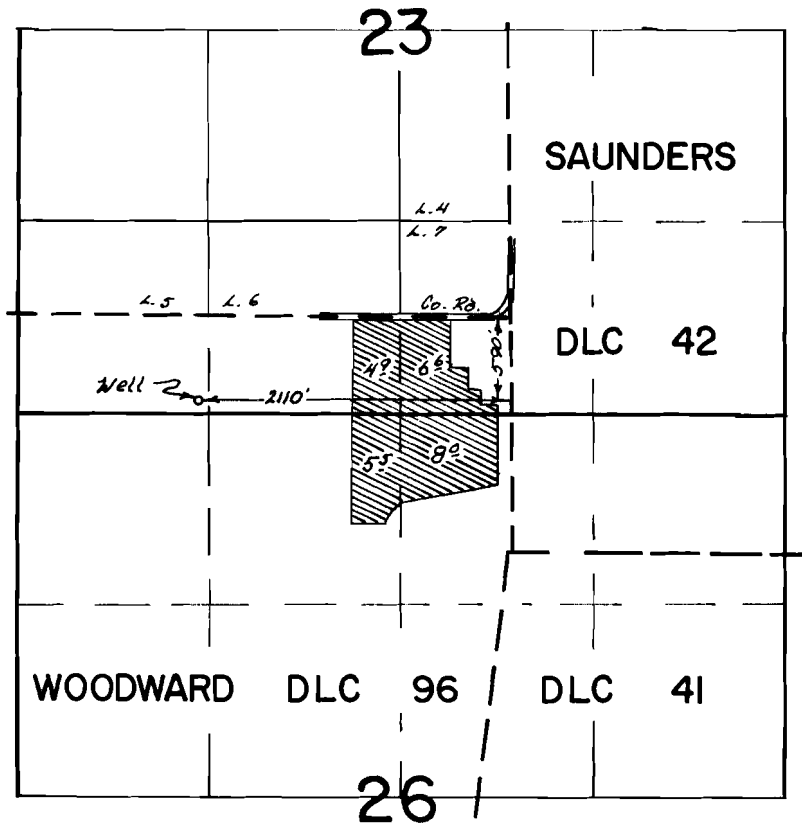 23
SAUNDERS
L.4
L.7
L.5 L.6 Co. Rd.
DLC 42
590'
4.9 6.6
Well 2110'
5.5 8.0
WOODWARD DLC 96 DLC 41
26